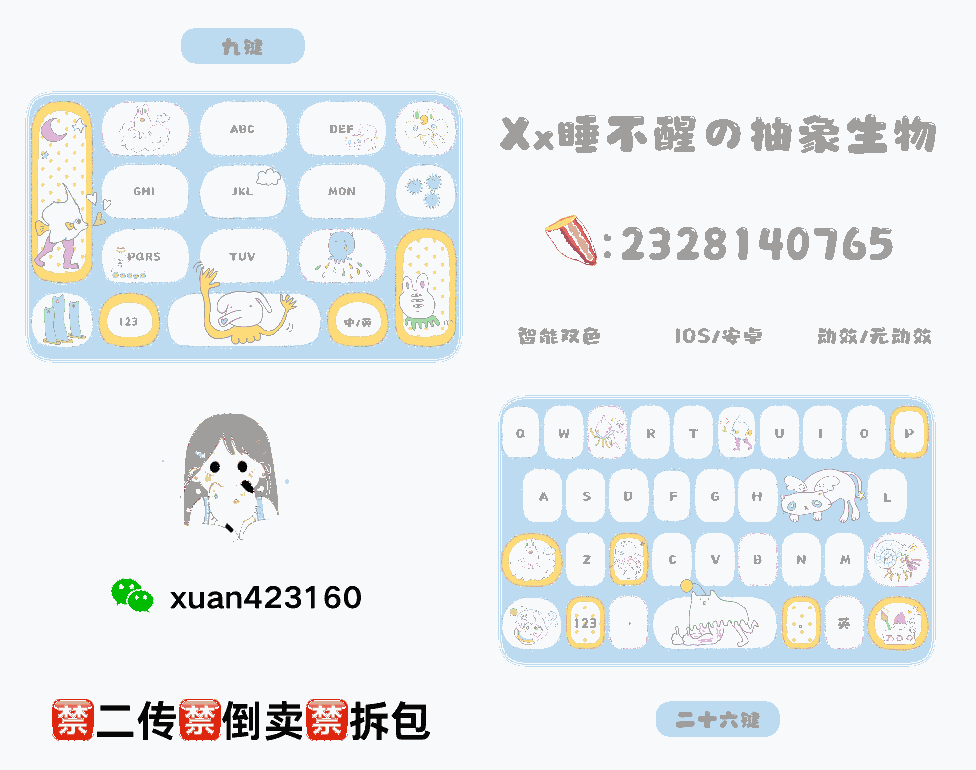 九键
ABC DEF
GHI JKL MON
PQRS TUV
123 中/英
Xx睡不醒の抽象生物
:2328140765
智能双色 IOS/安卓 动效/无动效
Q W R T U I O P
A S D F G H L
Z C V B N M
123 , 。 英
二十六键
xuan423160
禁二传禁倒卖禁拆包